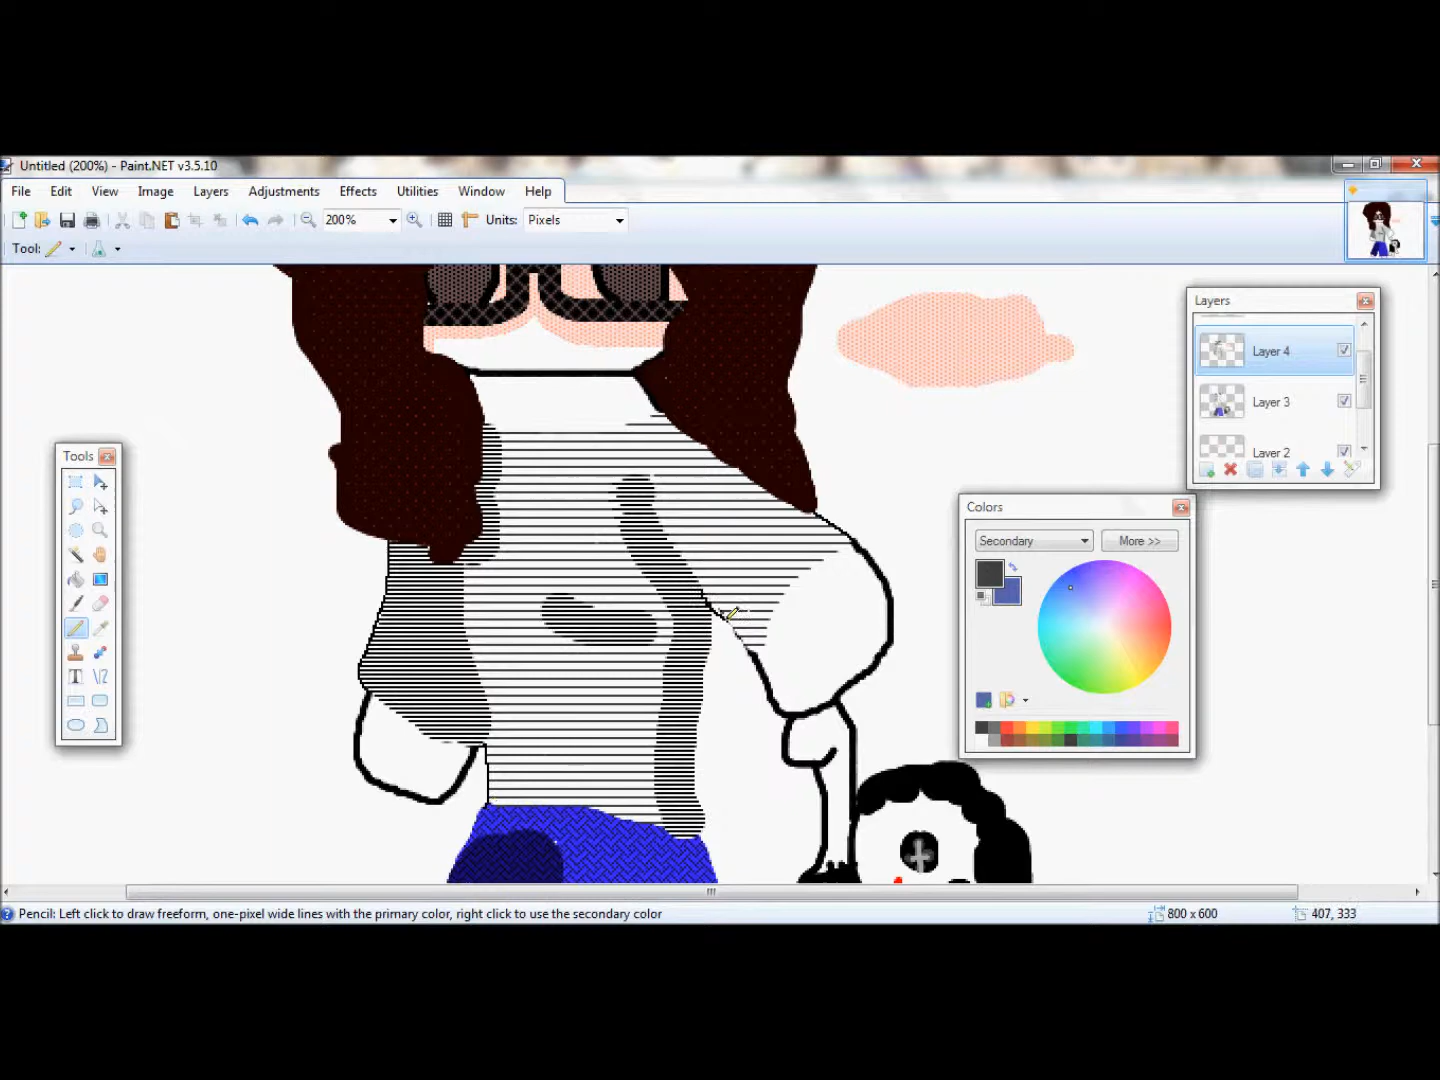 Untitled (200%) - Paint.NET v3.5.10
File Edit View Image Layers Adjustments Effects Utilities Window Help
200% Units: Pixels
Tool:
Layers
Layer 4
Layer 3
Layer 2
Tools
Colors
Secondary More >>
Pencil: Left click to draw freeform, one-pixel wide lines with the primary color, right click to use the secondary color 800 x 600 407, 333